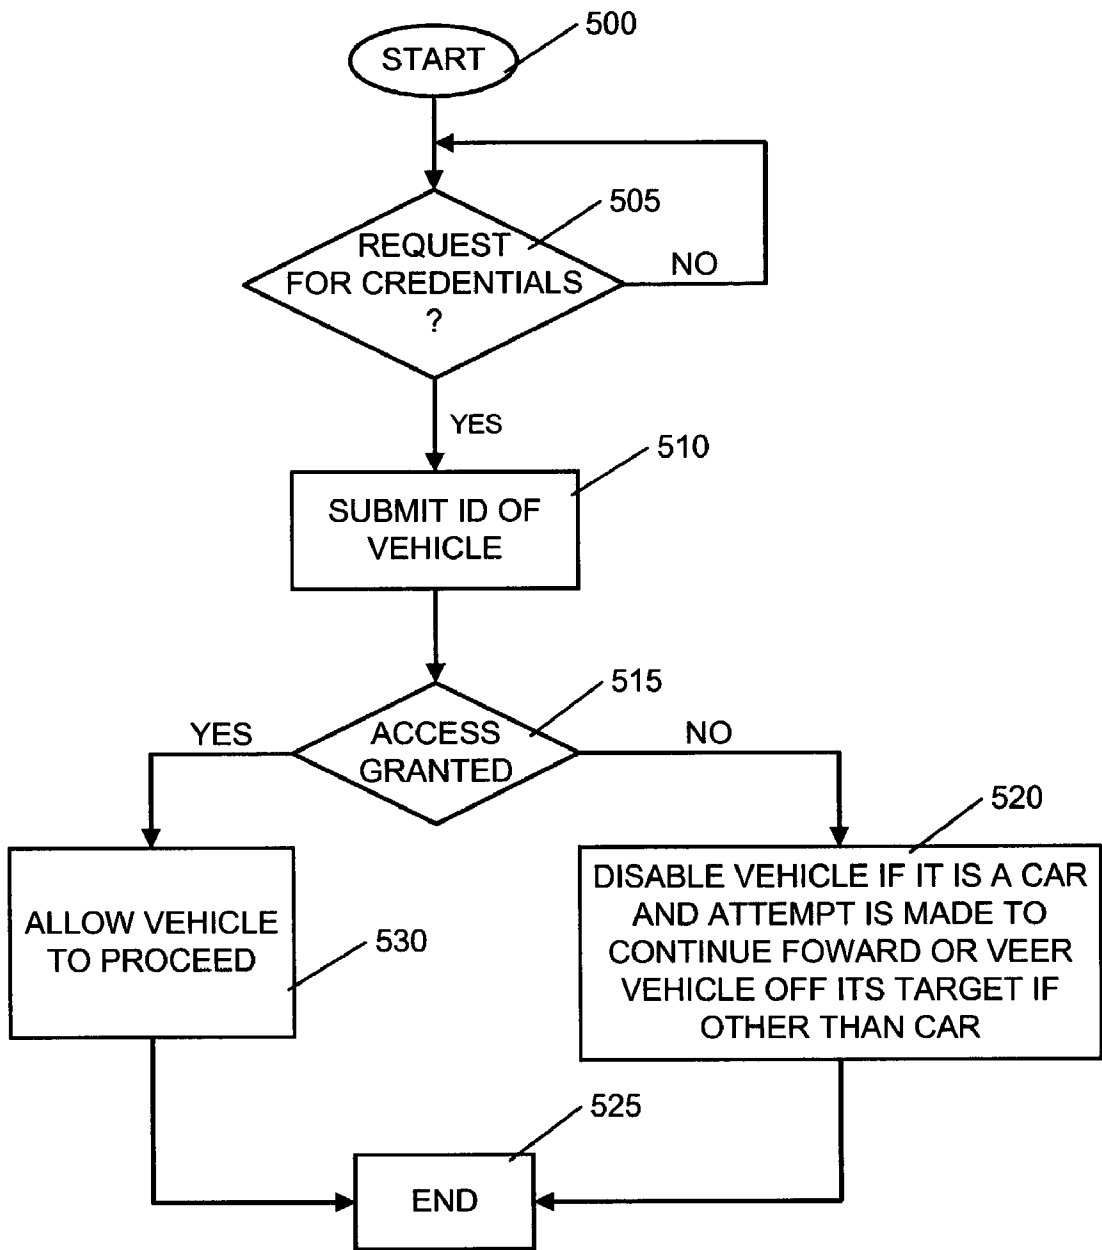 START
500
REQUEST
FOR CREDENTIALS
?
505
NO
YES
SUBMIT ID OF
VEHICLE
510
ACCESS
GRANTED
515
YES
NO
ALLOW VEHICLE
TO PROCEED
530
520
DISABLE VEHICLE IF IT IS A CAR
AND ATTEMPT IS MADE TO
CONTINUE FOWARD OR VEER
VEHICLE OFF ITS TARGET IF
OTHER THAN CAR
525
END